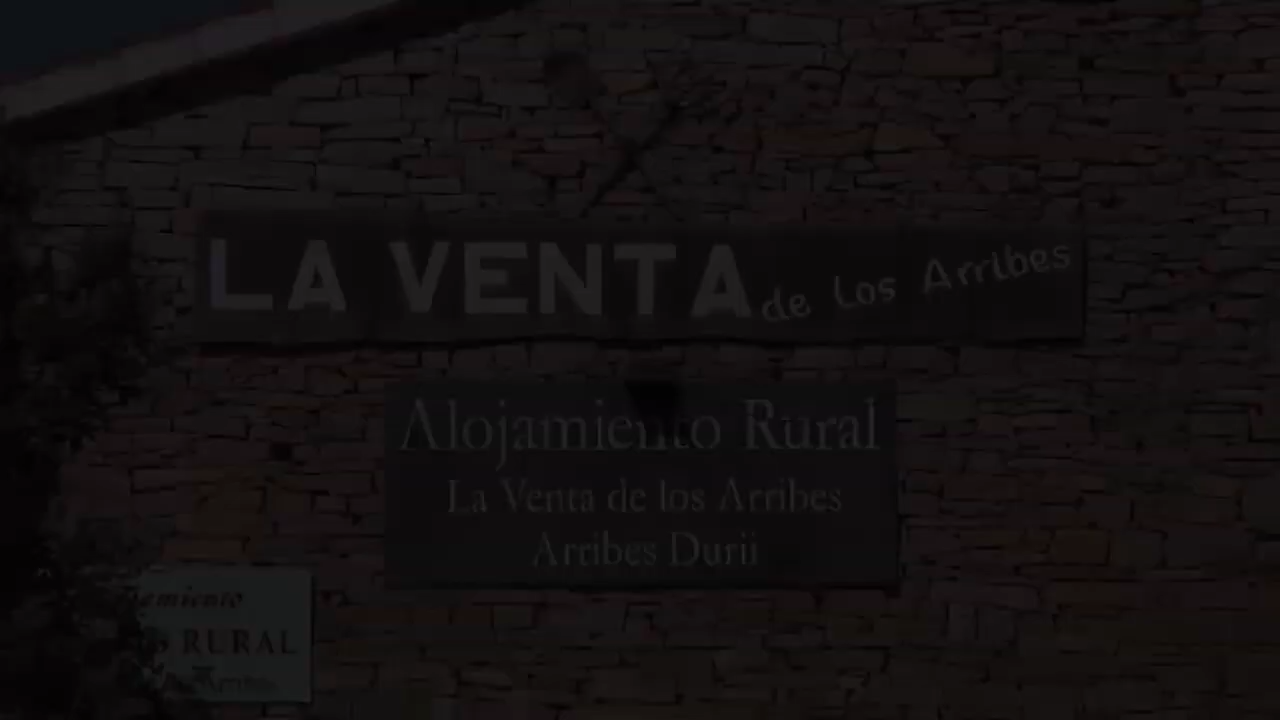 LA VENTA de Los Arribes
Alojamiento Rural
La Venta de los Arribes
Arribes Durii
RURAL